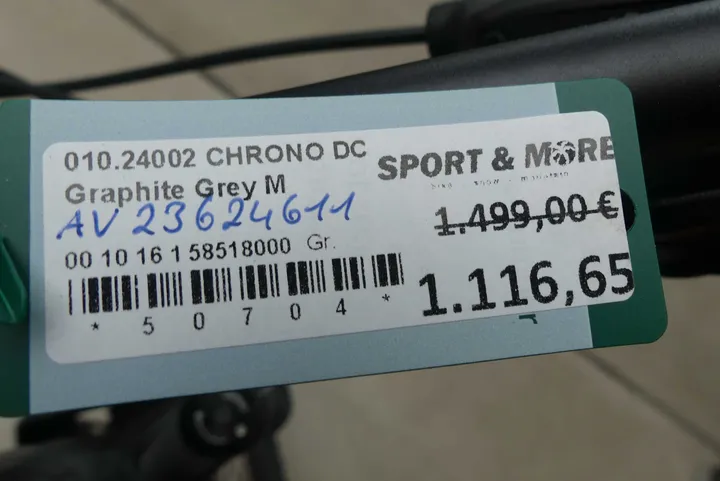 010.24002 CHRONO DC
Graphite Grey M
AV 23624611
00 10 16 1 58518000 Gr.
* 5 0 7 0 4 *
SPORT & MORE
1.499,00 €
1.116,65